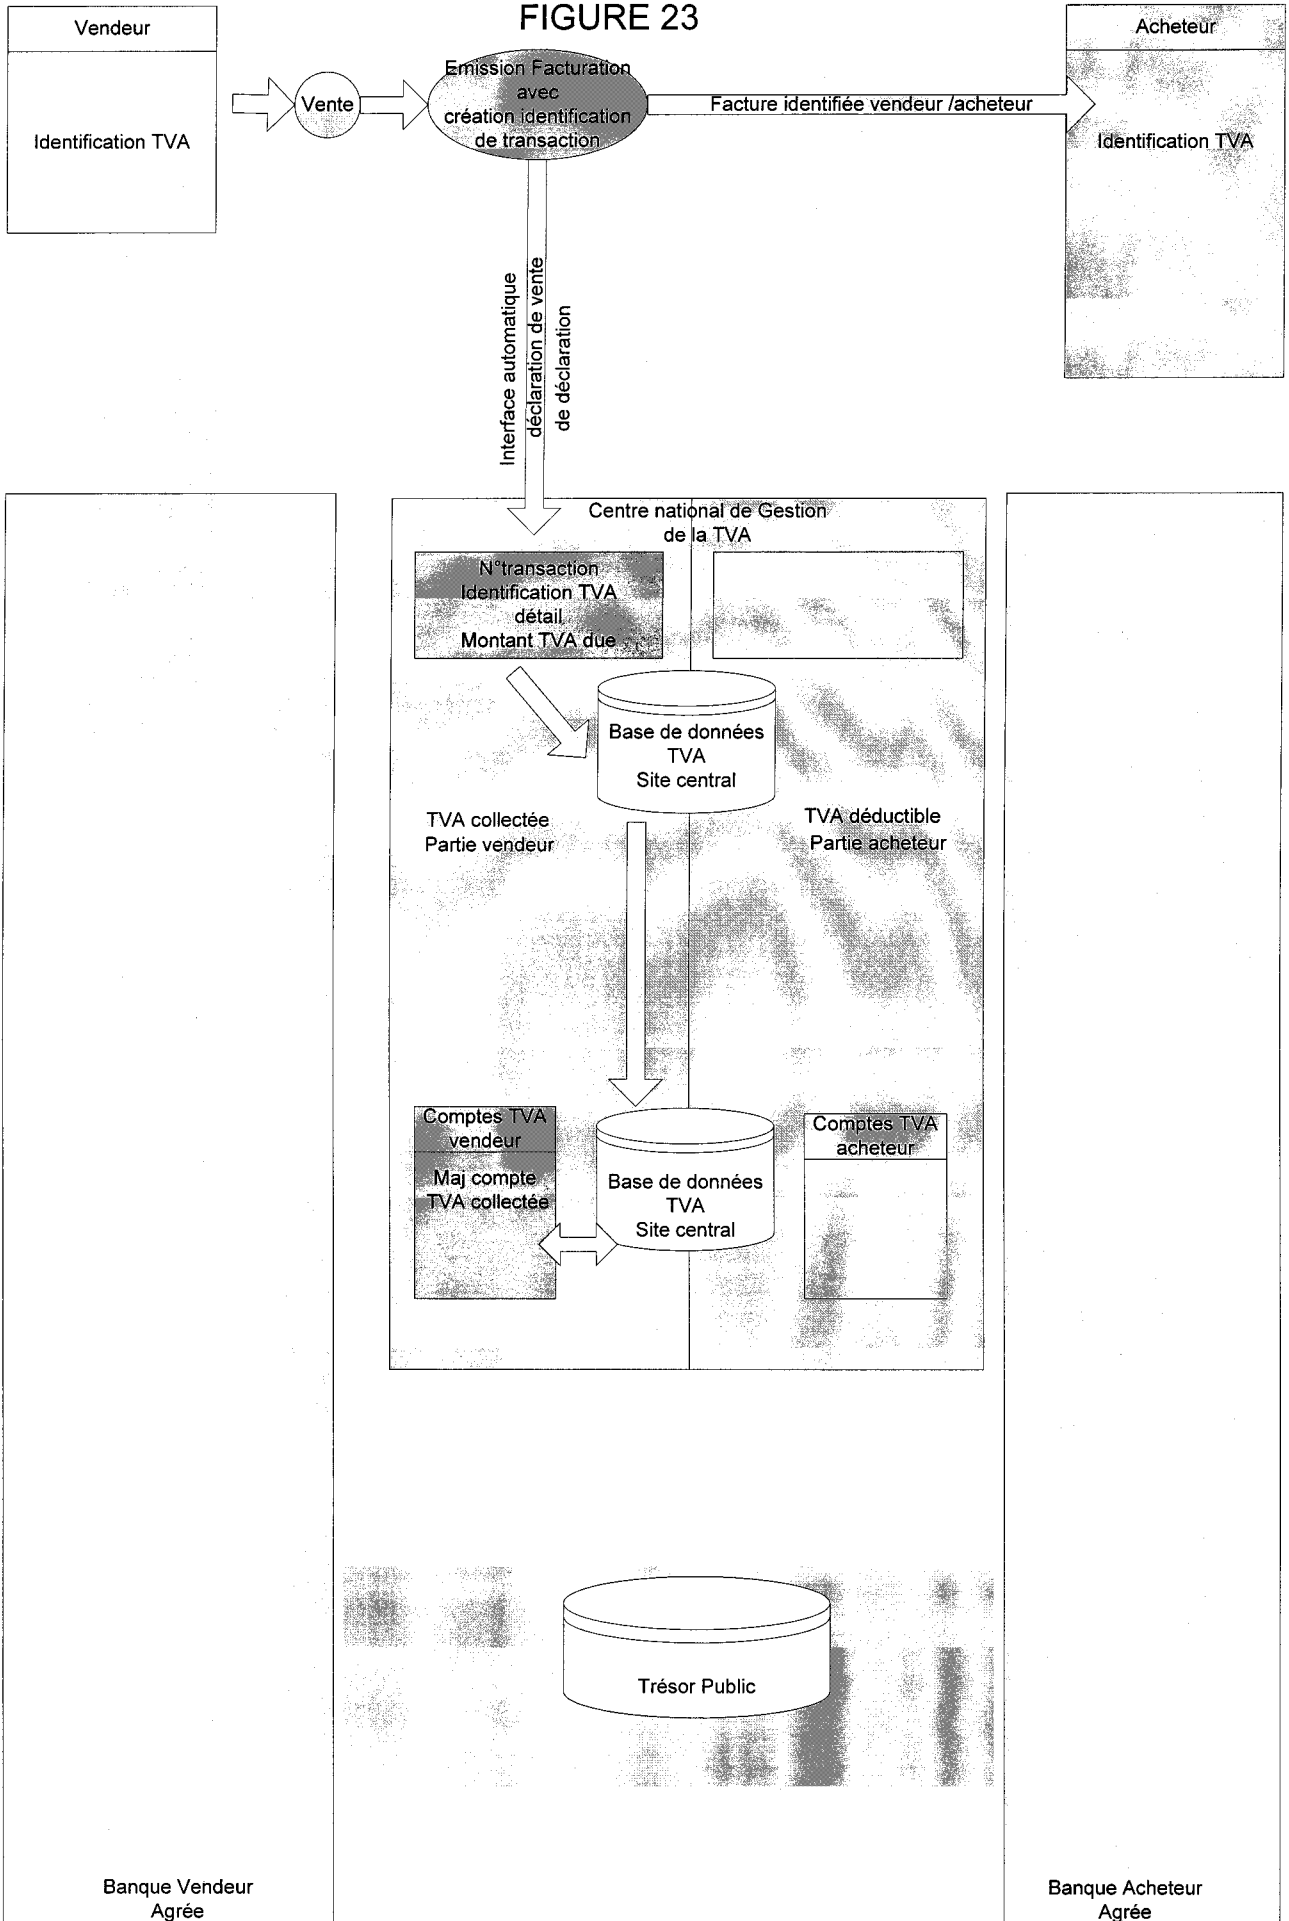 FIGURE 23
Vendeur
Identification TVA
Vente
Emission Facturation
avec
création identification
de transaction
Facture identifiée vendeur /acheteur
Acheteur
Identification TVA
Interface automatique
déclaration de vente
de déclaration
Centre national de Gestion
de la TVA
N°transaction
Identification TVA
détail
Montant TVA due
Base de données
TVA
Site central
TVA collectée
Partie vendeur
TVA déductible
Partie acheteur
Comptes TVA
vendeur
Maj compte
TVA collectée
Base de données
TVA
Site central
Comptes TVA
acheteur
Trésor Public
Banque Vendeur
Agrée
Banque Acheteur
Agrée